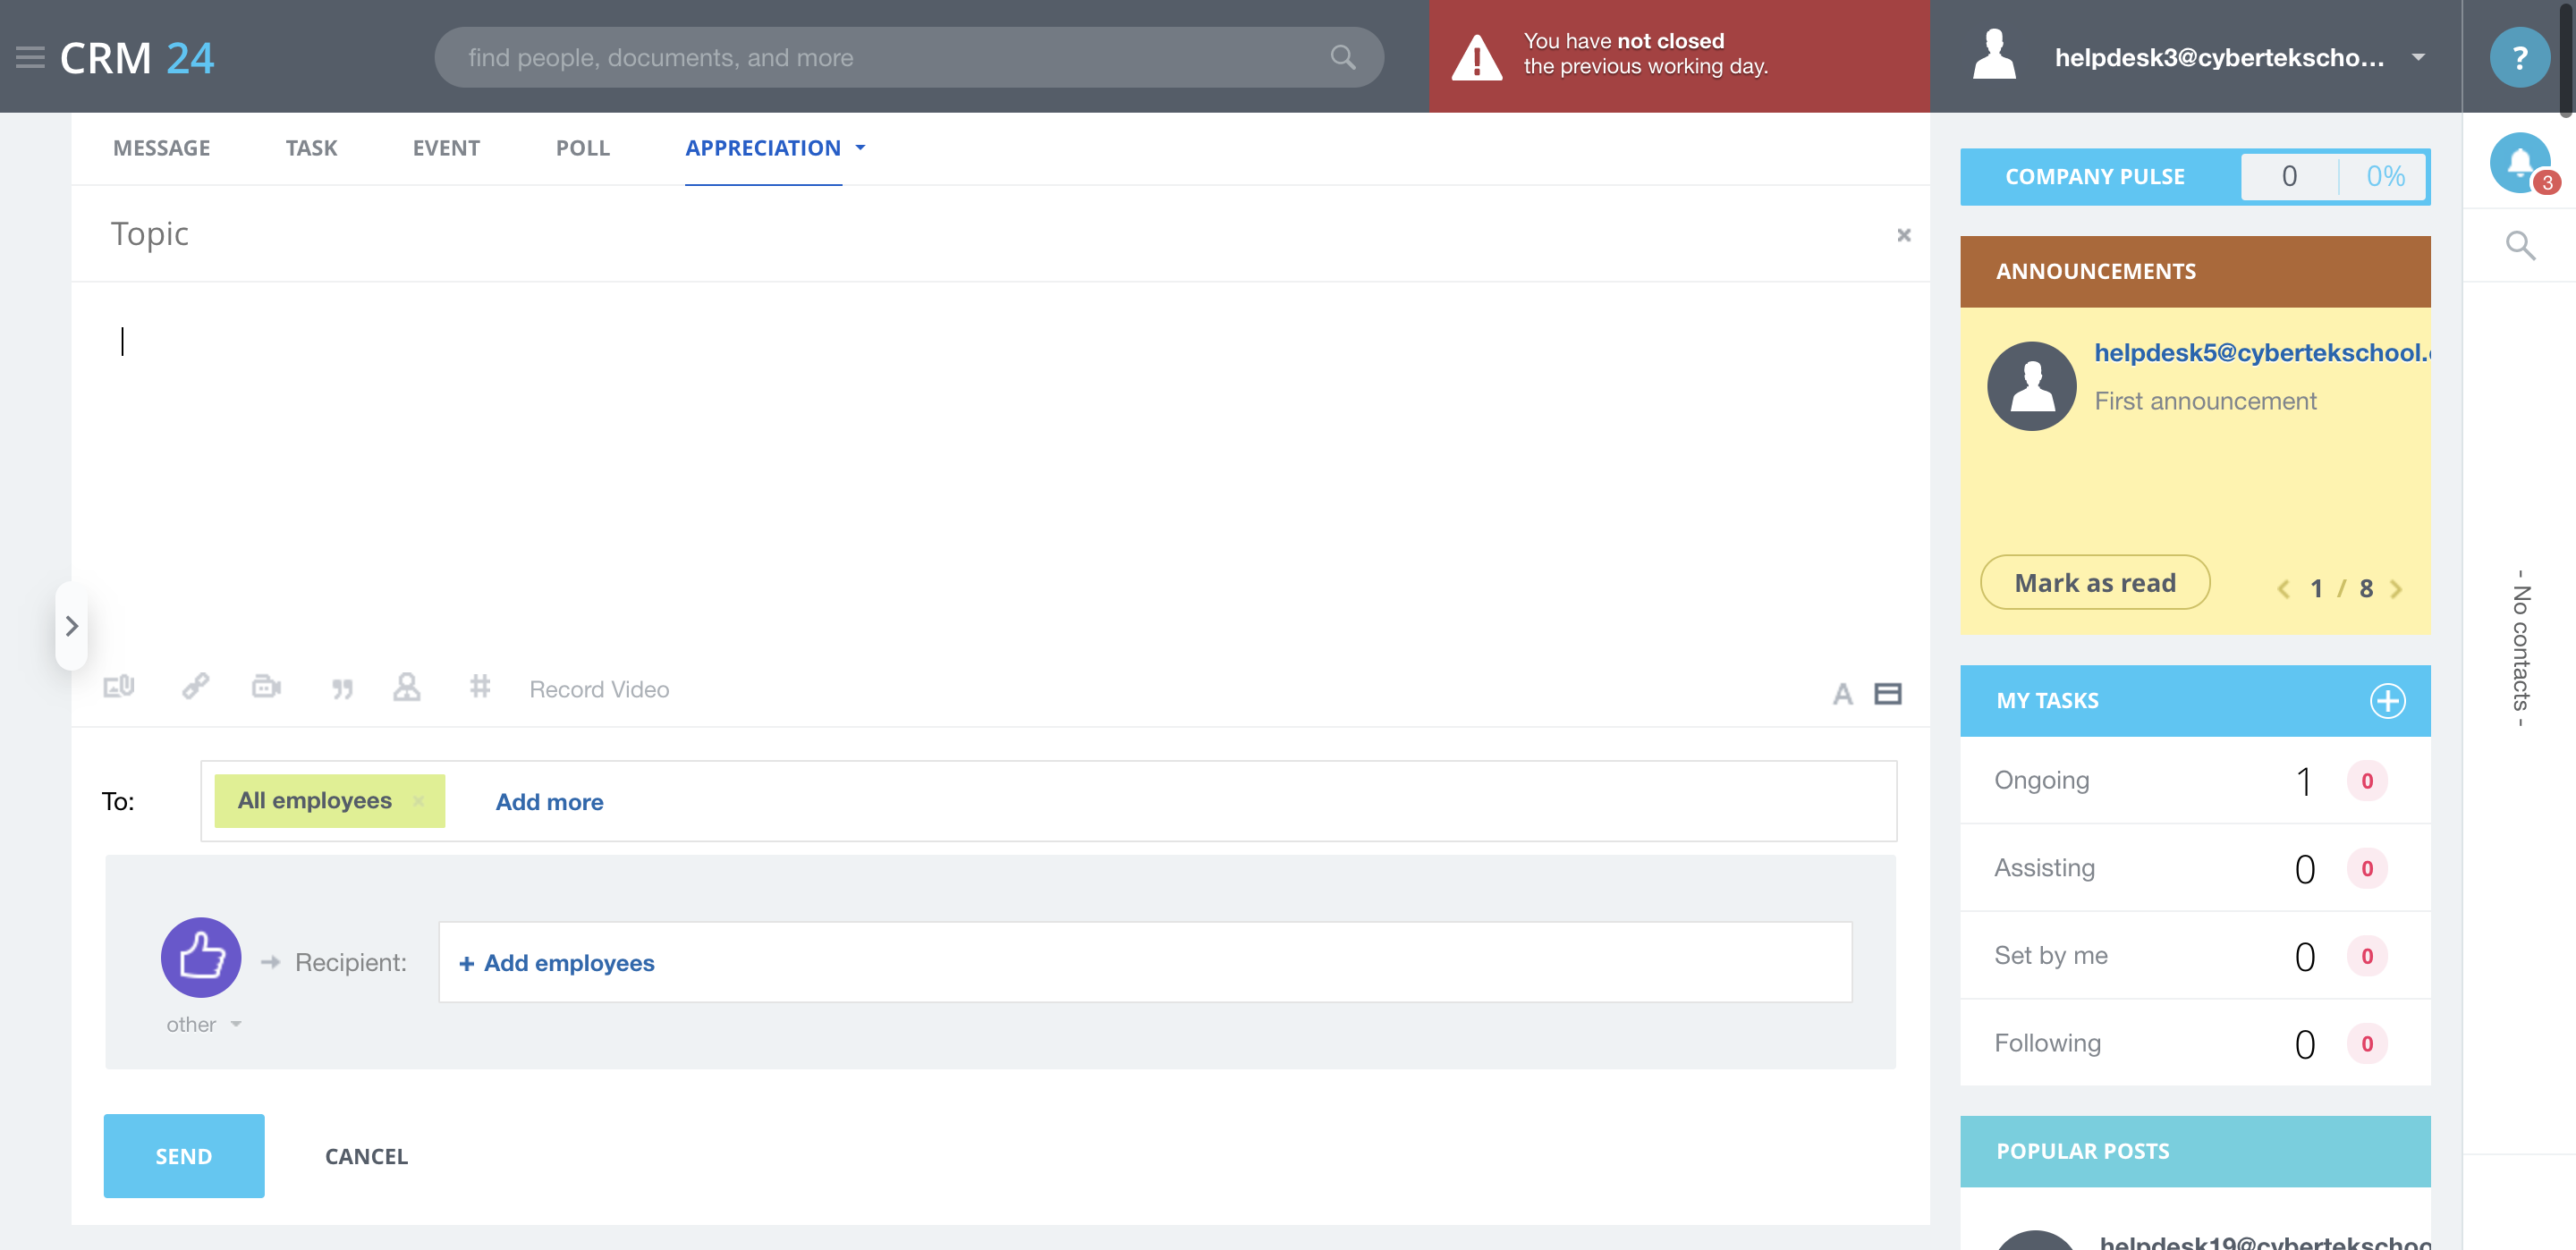 CRM 24
find people, documents, and more
You have not closed
the previous working day.
helpdesk3@cybertekscho...
?
MESSAGE TASK EVENT POLL APPRECIATION
COMPANY PULSE 0 0%
3
Topic
ANNOUNCEMENTS
helpdesk5@cybertekschool.
First announcement
Mark as read 1 / 8
- No contacts -
Record Video
A
MY TASKS
To: All employees Add more
Ongoing 1 0
Assisting 0 0
Set by me 0 0
Following 0 0
Recipient: + Add employees
other
SEND CANCEL
POPULAR POSTS
helpdesk19@cybertekschoo